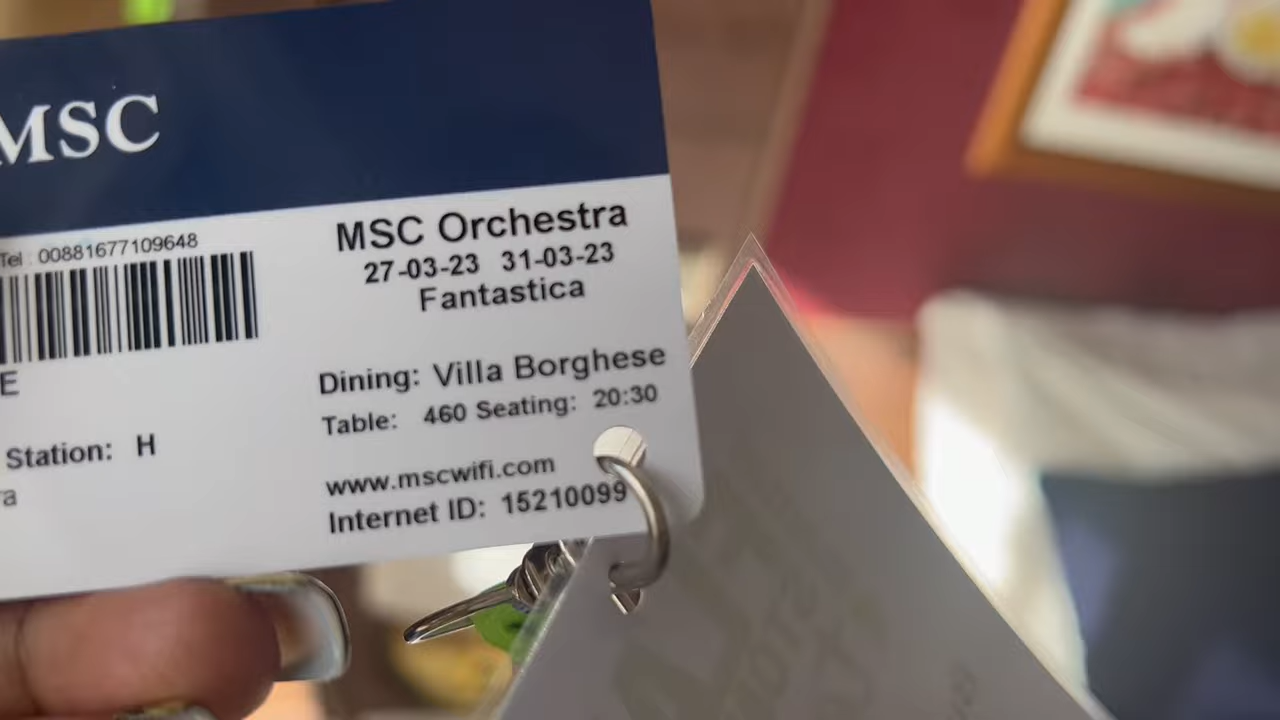 MSC
Tel : 00881677109648
E
Station: H
ra
MSC Orchestra
27-03-23 31-03-23
Fantastica
Dining: Villa Borghese
Table: 460 Seating: 20:30
www.mscwifi.com
Internet ID: 15210099